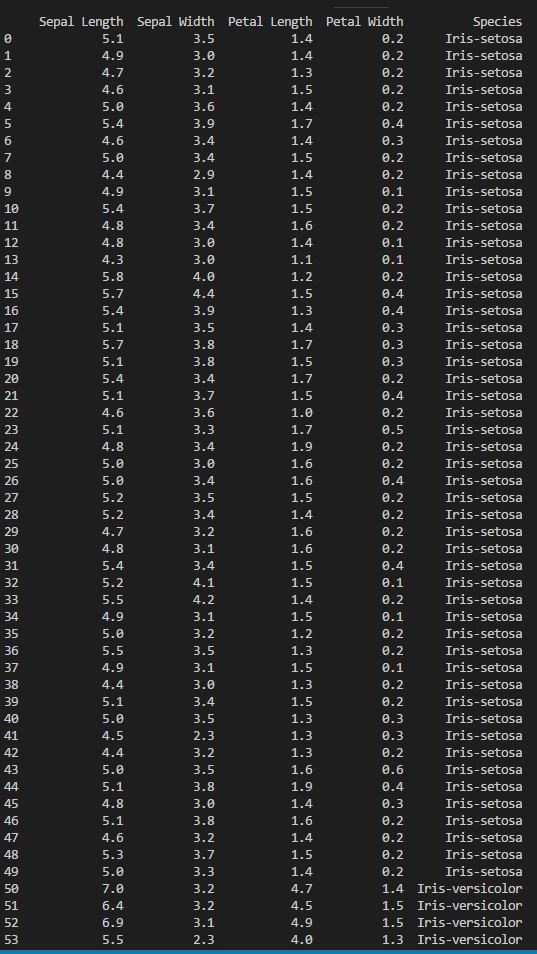 Sepal Length Sepal Width Petal Length Petal Width Species
0 5.1 3.5 1.4 0.2 Iris-setosa
1 4.9 3.0 1.4 0.2 Iris-setosa
2 4.7 3.2 1.3 0.2 Iris-setosa
3 4.6 3.1 1.5 0.2 Iris-setosa
4 5.0 3.6 1.4 0.2 Iris-setosa
5 5.4 3.9 1.7 0.4 Iris-setosa
6 4.6 3.4 1.4 0.3 Iris-setosa
7 5.0 3.4 1.5 0.2 Iris-setosa
8 4.4 2.9 1.4 0.2 Iris-setosa
9 4.9 3.1 1.5 0.1 Iris-setosa
10 5.4 3.7 1.5 0.2 Iris-setosa
11 4.8 3.4 1.6 0.2 Iris-setosa
12 4.8 3.0 1.4 0.1 Iris-setosa
13 4.3 3.0 1.1 0.1 Iris-setosa
14 5.8 4.0 1.2 0.2 Iris-setosa
15 5.7 4.4 1.5 0.4 Iris-setosa
16 5.4 3.9 1.3 0.4 Iris-setosa
17 5.1 3.5 1.4 0.3 Iris-setosa
18 5.7 3.8 1.7 0.3 Iris-setosa
19 5.1 3.8 1.5 0.3 Iris-setosa
20 5.4 3.4 1.7 0.2 Iris-setosa
21 5.1 3.7 1.5 0.4 Iris-setosa
22 4.6 3.6 1.0 0.2 Iris-setosa
23 5.1 3.3 1.7 0.5 Iris-setosa
24 4.8 3.4 1.9 0.2 Iris-setosa
25 5.0 3.0 1.6 0.2 Iris-setosa
26 5.0 3.4 1.6 0.4 Iris-setosa
27 5.2 3.5 1.5 0.2 Iris-setosa
28 5.2 3.4 1.4 0.2 Iris-setosa
29 4.7 3.2 1.6 0.2 Iris-setosa
30 4.8 3.1 1.6 0.2 Iris-setosa
31 5.4 3.4 1.5 0.4 Iris-setosa
32 5.2 4.1 1.5 0.1 Iris-setosa
33 5.5 4.2 1.4 0.2 Iris-setosa
34 4.9 3.1 1.5 0.1 Iris-setosa
35 5.0 3.2 1.2 0.2 Iris-setosa
36 5.5 3.5 1.3 0.2 Iris-setosa
37 4.9 3.1 1.5 0.1 Iris-setosa
38 4.4 3.0 1.3 0.2 Iris-setosa
39 5.1 3.4 1.5 0.2 Iris-setosa
40 5.0 3.5 1.3 0.3 Iris-setosa
41 4.5 2.3 1.3 0.3 Iris-setosa
42 4.4 3.2 1.3 0.2 Iris-setosa
43 5.0 3.5 1.6 0.6 Iris-setosa
44 5.1 3.8 1.9 0.4 Iris-setosa
45 4.8 3.0 1.4 0.3 Iris-setosa
46 5.1 3.8 1.6 0.2 Iris-setosa
47 4.6 3.2 1.4 0.2 Iris-setosa
48 5.3 3.7 1.5 0.2 Iris-setosa
49 5.0 3.3 1.4 0.2 Iris-setosa
50 7.0 3.2 4.7 1.4 Iris-versicolor
51 6.4 3.2 4.5 1.5 Iris-versicolor
52 6.9 3.1 4.9 1.5 Iris-versicolor
53 5.5 2.3 4.0 1.3 Iris-versicolor